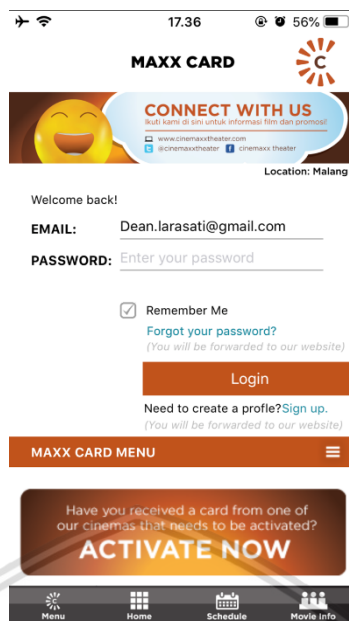 17.36 56%
MAXX CARD
C
CONNECT WITH US
Ikuti kami di sini untuk informasi film dan promosi!
www.cinemaxxtheater.com
@cinemaxxtheater f cinemaxx theater
Location: Malang
Welcome back!
EMAIL: Dean.larasati@gmail.com
PASSWORD: Enter your password
Remember Me
Forgot your password?
(You will be forwarded to our website)
Login
Need to create a profle?Sign up.
(You will be forwarded to our website)
MAXX CARD MENU
Have you received a card from one of
our cinemas that needs to be activated?
ACTIVATE NOW
Menu Home Schedule Movie Info